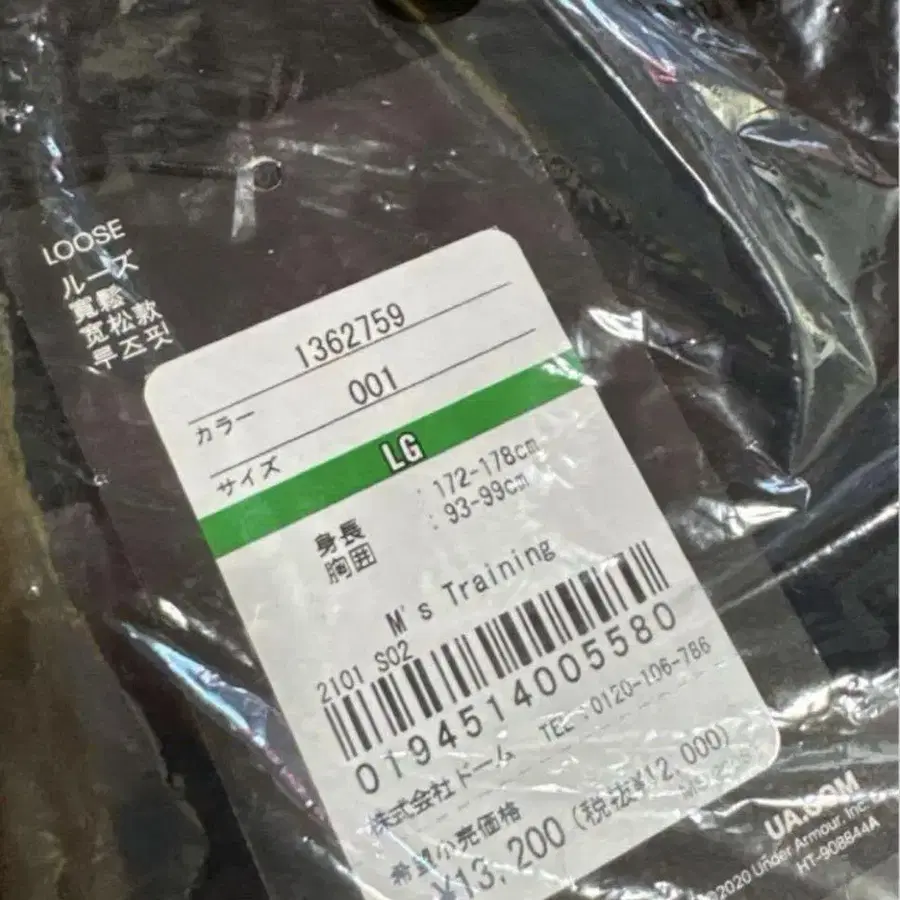 LOOSE
ルーズ
寬鬆
宽松款
루즈핏
1362759
カラー 001
サイズ LG
身長 : 172-178cm
胸囲 : 93-99cm
M's Training
2101 S02
0194514005580
株式会社ドーム TEL:0120-106-786
希望小売価格
¥13,200 (税抜¥12,000)
UA.COM
©2020 Under Armour, Inc.
HT-908844A